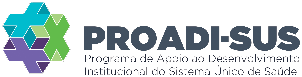 PROADI-SUS
Programa de Apoio ao Desenvolvimento
Institucional do Sistema Único de Saúde